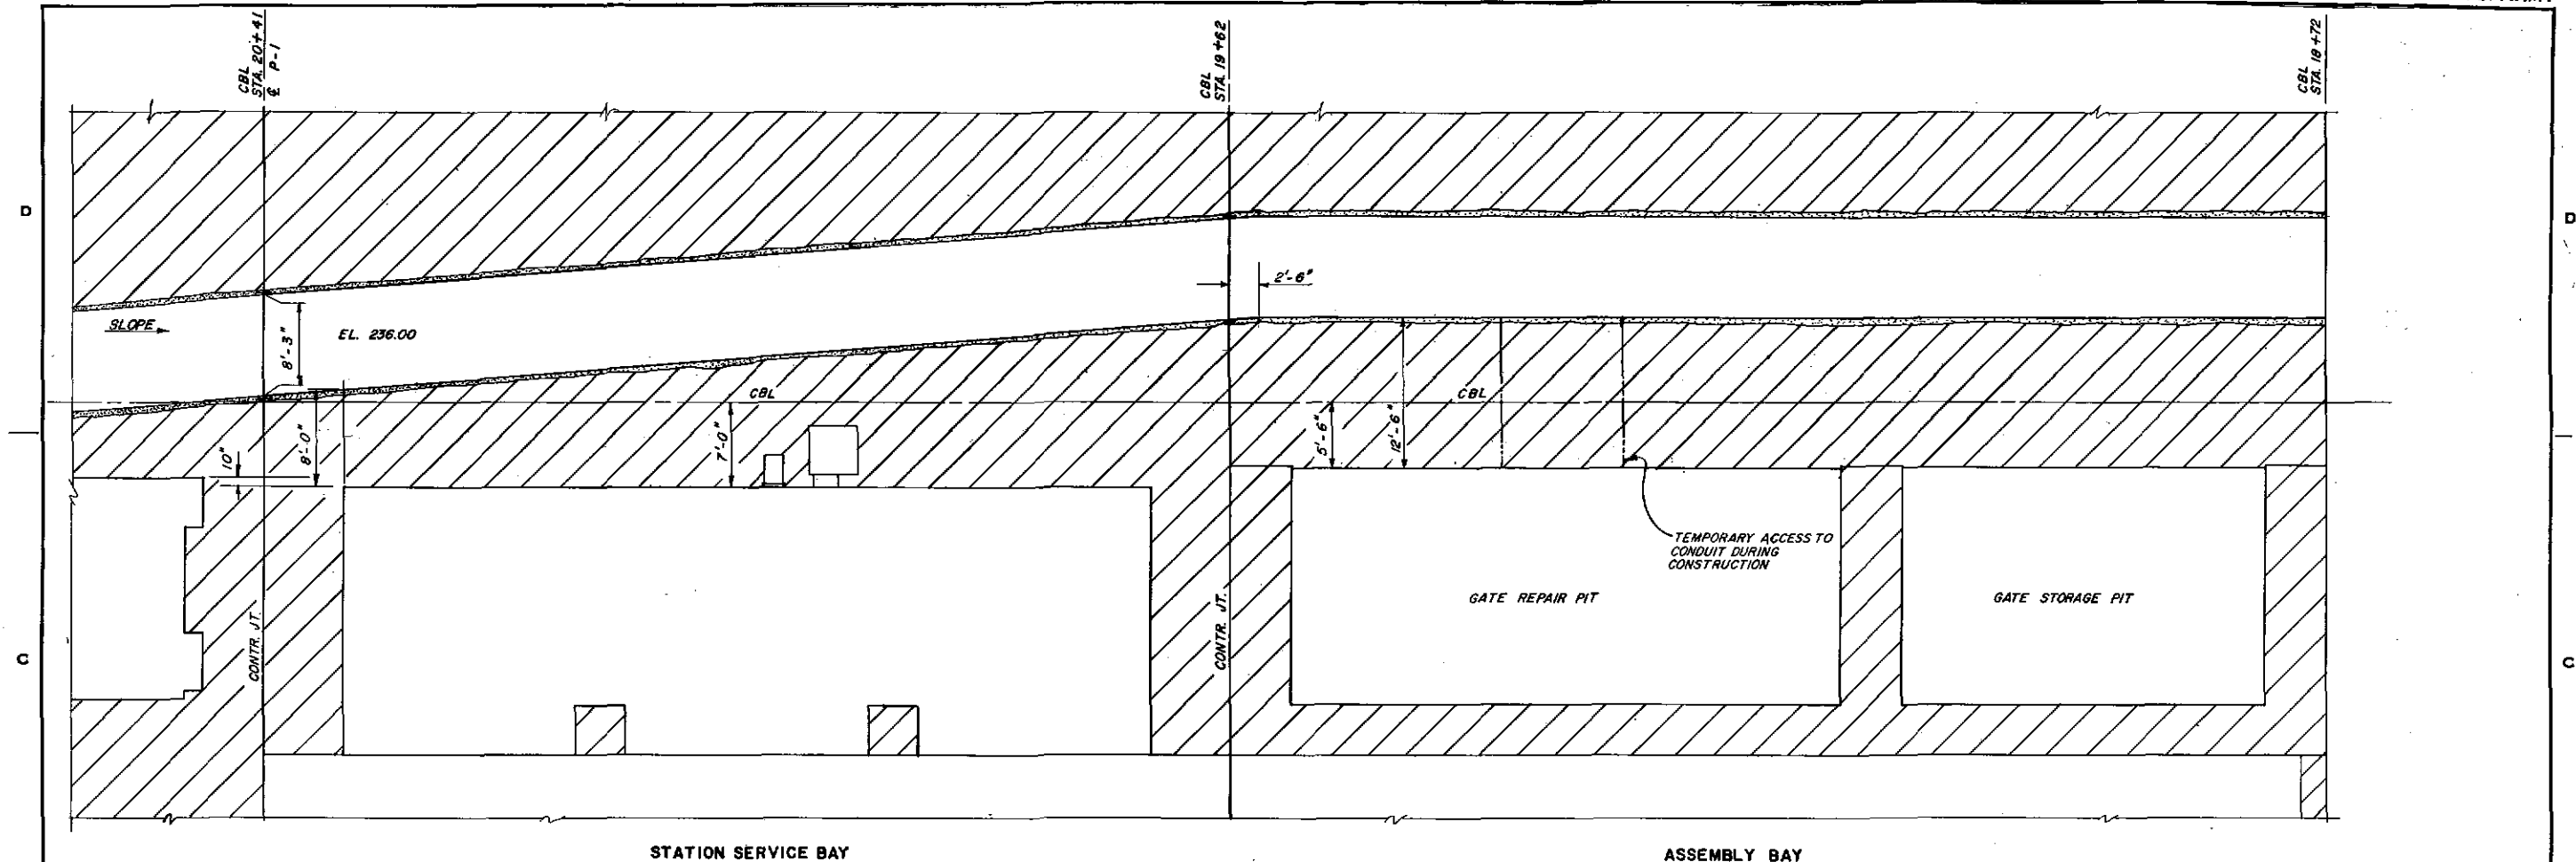 CBL
STA. 20+41
℄ P-1
CBL
STA. 19+62
CBL
STA. 18+72
D
D
2'-6"
SLOPE
8'-3"
EL. 236.00
CBL
CBL
10"
8'-0"
7'-0"
5'-6"
12'-6"
TEMPORARY ACCESS TO
CONDUIT DURING
CONSTRUCTION
GATE REPAIR PIT
GATE STORAGE PIT
CONTR. JT.
CONTR. JT.
C
C
STATION SERVICE BAY
ASSEMBLY BAY